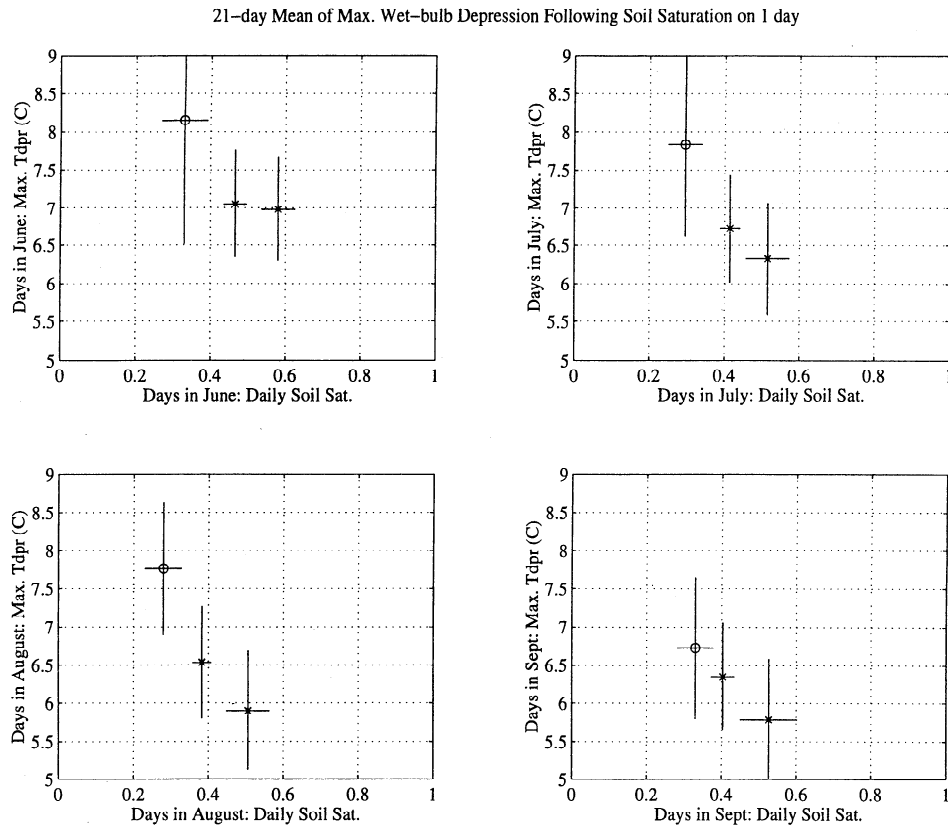 21-day Mean of Max. Wet-bulb Depression Following Soil Saturation on 1 day
Days in June: Max. Tdpr (C)
9
8.5
8
7.5
7
6.5
6
5.5
5
0 0.2 0.4 0.6 0.8 1
Days in June: Daily Soil Sat.
Days in July: Max. Tdpr (C)
9
8.5
8
7.5
7
6.5
6
5.5
5
0 0.2 0.4 0.6 0.8 1
Days in July: Daily Soil Sat.
Days in August: Max. Tdpr (C)
9
8.5
8
7.5
7
6.5
6
5.5
5
0 0.2 0.4 0.6 0.8 1
Days in August: Daily Soil Sat.
Days in Sept: Max. Tdpr (C)
9
8.5
8
7.5
7
6.5
6
5.5
5
0 0.2 0.4 0.6 0.8 1
Days in Sept: Daily Soil Sat.